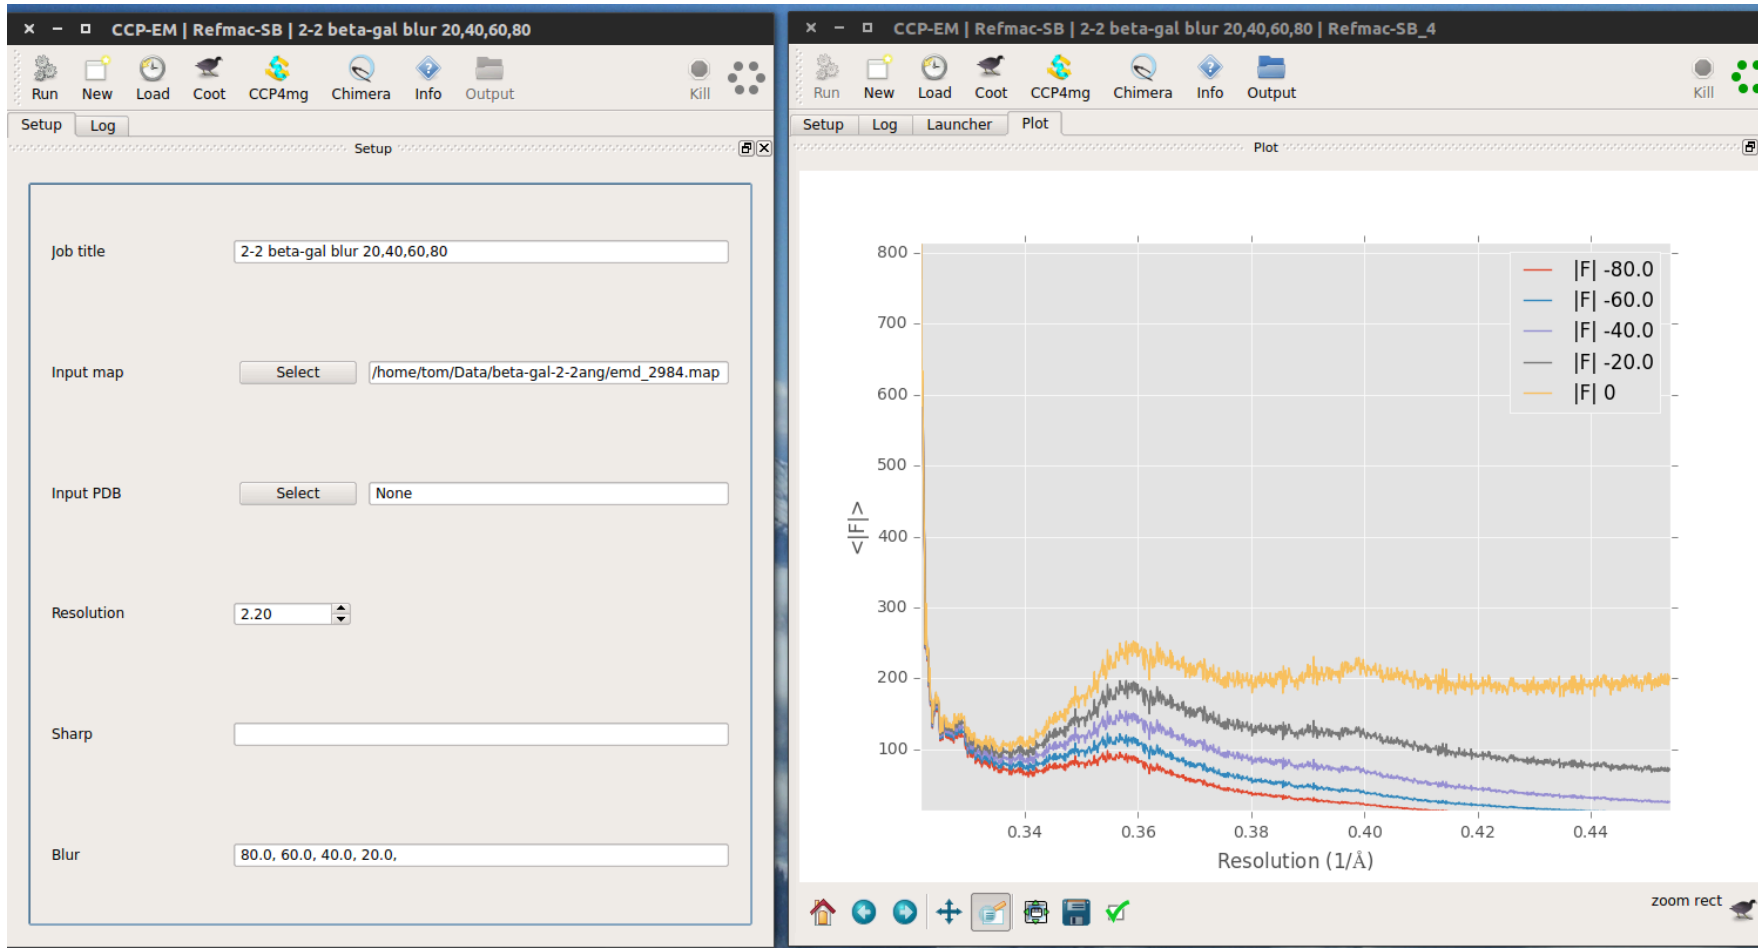 CCP-EM | Refmac-SB | 2-2 beta-gal blur 20,40,60,80
Run New Load Coot CCP4mg Chimera Info Output Kill
Setup Log
Setup
Job title 2-2 beta-gal blur 20,40,60,80
Input map Select /home/tom/Data/beta-gal-2-2ang/emd_2984.map
Input PDB Select None
Resolution 2.20
Sharp
Blur 80.0, 60.0, 40.0, 20.0,
CCP-EM | Refmac-SB | 2-2 beta-gal blur 20,40,60,80 | Refmac-SB_4
Run New Load Coot CCP4mg Chimera Info Output Kill
Setup Log Launcher Plot
Plot
800
700
600
500
400
300
200
100
<|F|>
|F| -80.0
|F| -60.0
|F| -40.0
|F| -20.0
|F| 0
0.34 0.36 0.38 0.40 0.42 0.44
Resolution (1/Å)
zoom rect